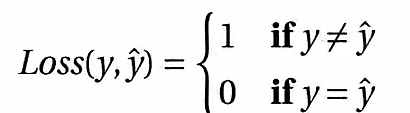 Loss(y, ŷ) = { 1 if y ≠ ŷ
0 if y = ŷ